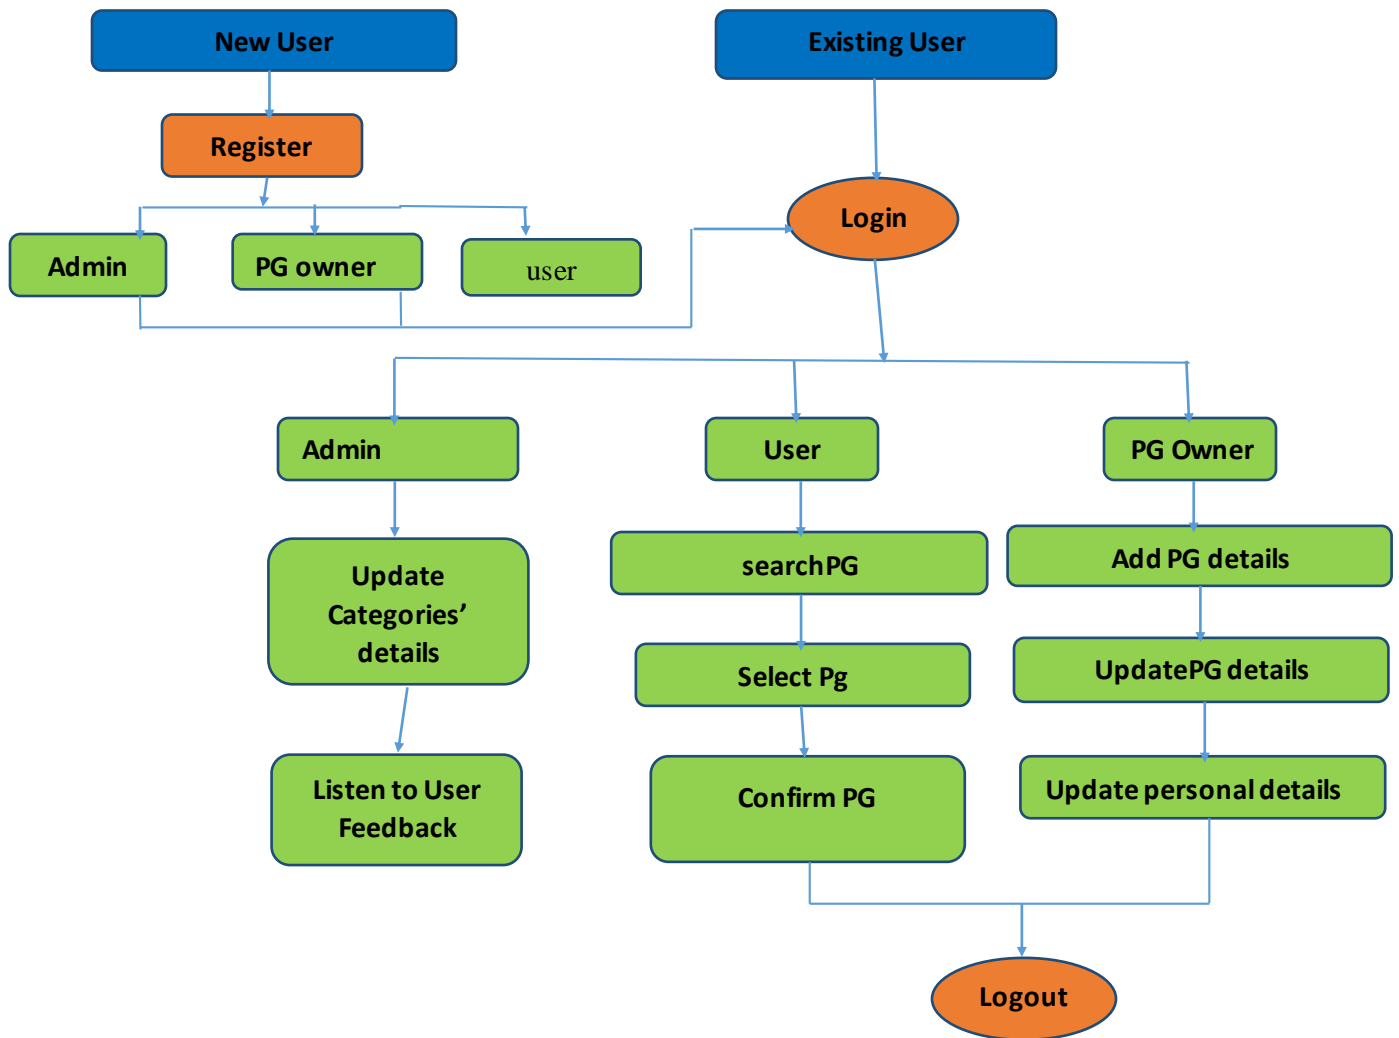 New User
Existing User
Register
Login
Admin
PG owner
user
Admin
User
PG Owner
Update
Categories’
details
searchPG
Add PG details
Select Pg
UpdatePG details
Listen to User
Feedback
Confirm PG
Update personal details
Logout